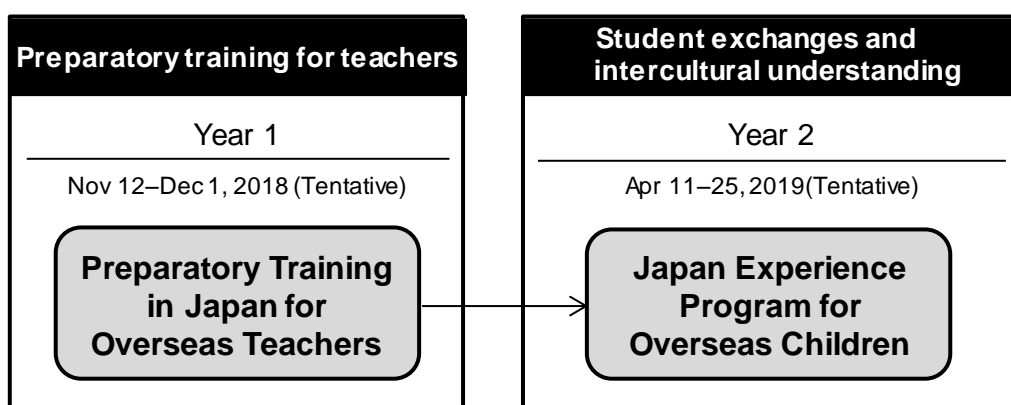 Preparatory training for teachers
Year 1
Nov 12–Dec 1, 2018 (Tentative)
Preparatory Training
in Japan for
Overseas Teachers
Student exchanges and
intercultural understanding
Year 2
Apr 11–25, 2019(Tentative)
Japan Experience
Program for
Overseas Children